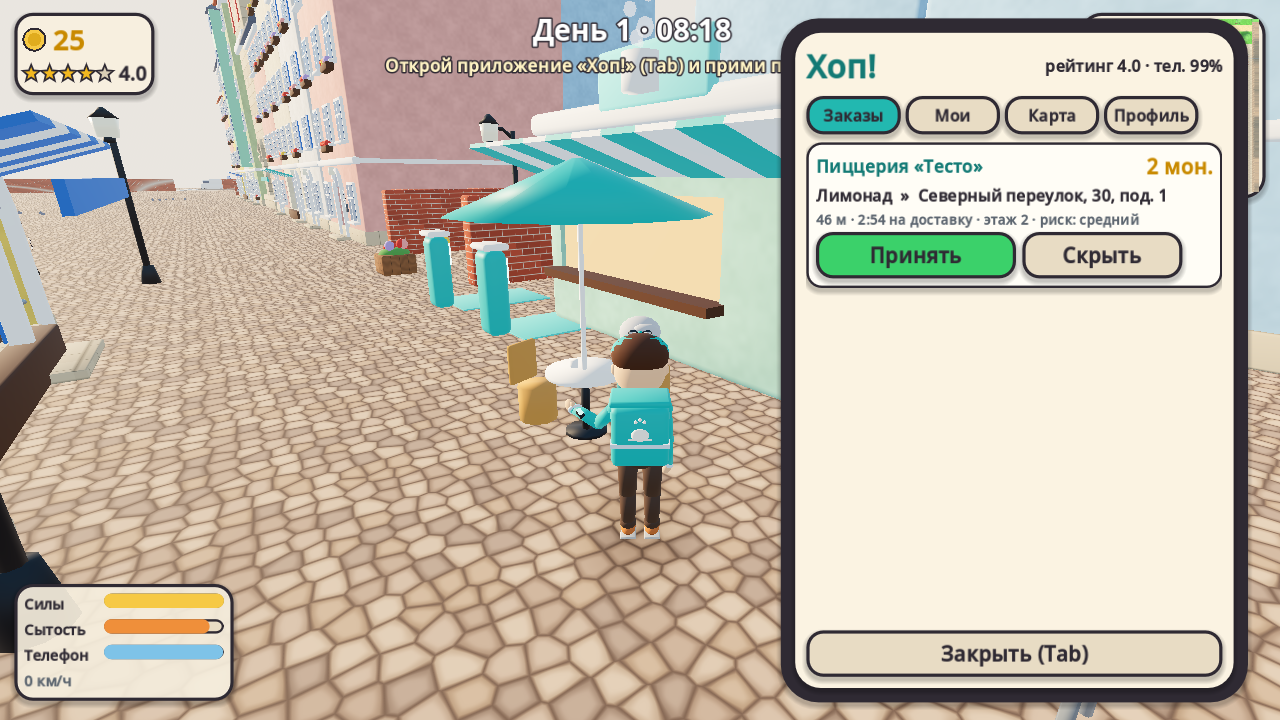 25
4.0
День 1 · 08:18
Открой приложение «Хоп!» (Tab) и прими п
Хоп!
рейтинг 4.0 · тел. 99%
Заказы
Мои
Карта
Профиль
Пиццерия «Тесто»
2 мон.
Лимонад » Северный переулок, 30, под. 1
46 м · 2:54 на доставку · этаж 2 · риск: средний
Принять
Скрыть
Закрыть (Tab)
Силы
Сытость
Телефон
0 км/ч